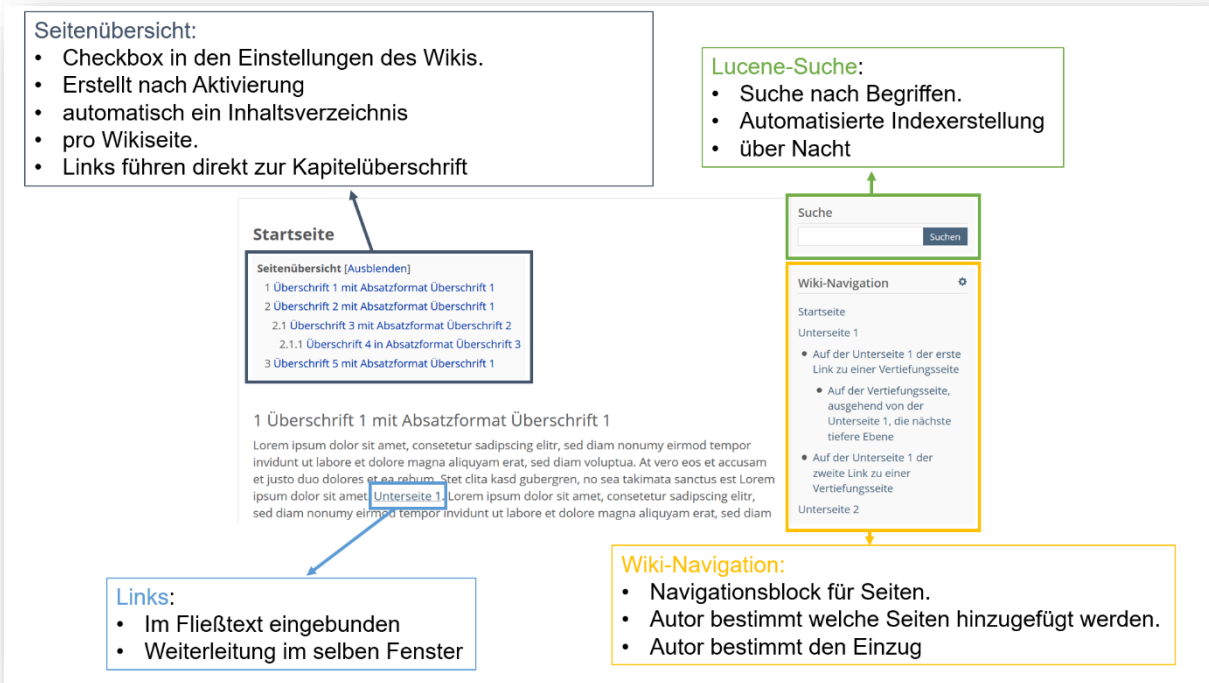 Seitenübersicht:
• Checkbox in den Einstellungen des Wikis.
• Erstellt nach Aktivierung
• automatisch ein Inhaltsverzeichnis
• pro Wikiseite.
• Links führen direkt zur Kapitelüberschrift
Lucene-Suche:
• Suche nach Begriffen.
• Automatisierte Indexerstellung
• über Nacht
Startseite
Seitenübersicht [Ausblenden]
1 Überschrift 1 mit Absatzformat Überschrift 1
2 Überschrift 2 mit Absatzformat Überschrift 1
2.1 Überschrift 3 mit Absatzformat Überschrift 2
2.1.1 Überschrift 4 in Absatzformat Überschrift 3
3 Überschrift 5 mit Absatzformat Überschrift 1
1 Überschrift 1 mit Absatzformat Überschrift 1
Lorem ipsum dolor sit amet, consetetur sadipscing elitr, sed diam nonumy eirmod tempor
invidunt ut labore et dolore magna aliquyam erat, sed diam voluptua. At vero eos et accusam
et justo duo dolores et ea rebum. Stet clita kasd gubergren, no sea takimata sanctus est Lorem
ipsum dolor sit amet. Unterseite 1. Lorem ipsum dolor sit amet, consetetur sadipscing elitr,
sed diam nonumy eirmod tempor invidunt ut labore et dolore magna aliquyam erat, sed diam
Suche
Suchen
Wiki-Navigation
Startseite
Unterseite 1
• Auf der Unterseite 1 der erste
Link zu einer Vertiefungsseite
• Auf der Vertiefungsseite,
ausgehend von der
Unterseite 1, die nächste
tiefere Ebene
• Auf der Unterseite 1 der
zweite Link zu einer
Vertiefungsseite
Unterseite 2
Links:
• Im Fließtext eingebunden
• Weiterleitung im selben Fenster
Wiki-Navigation:
• Navigationsblock für Seiten.
• Autor bestimmt welche Seiten hinzugefügt werden.
• Autor bestimmt den Einzug